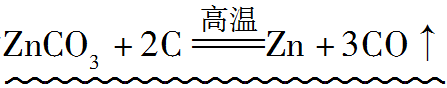 ZnCO₃ + 2C ══高温══ Zn + 3CO ↑